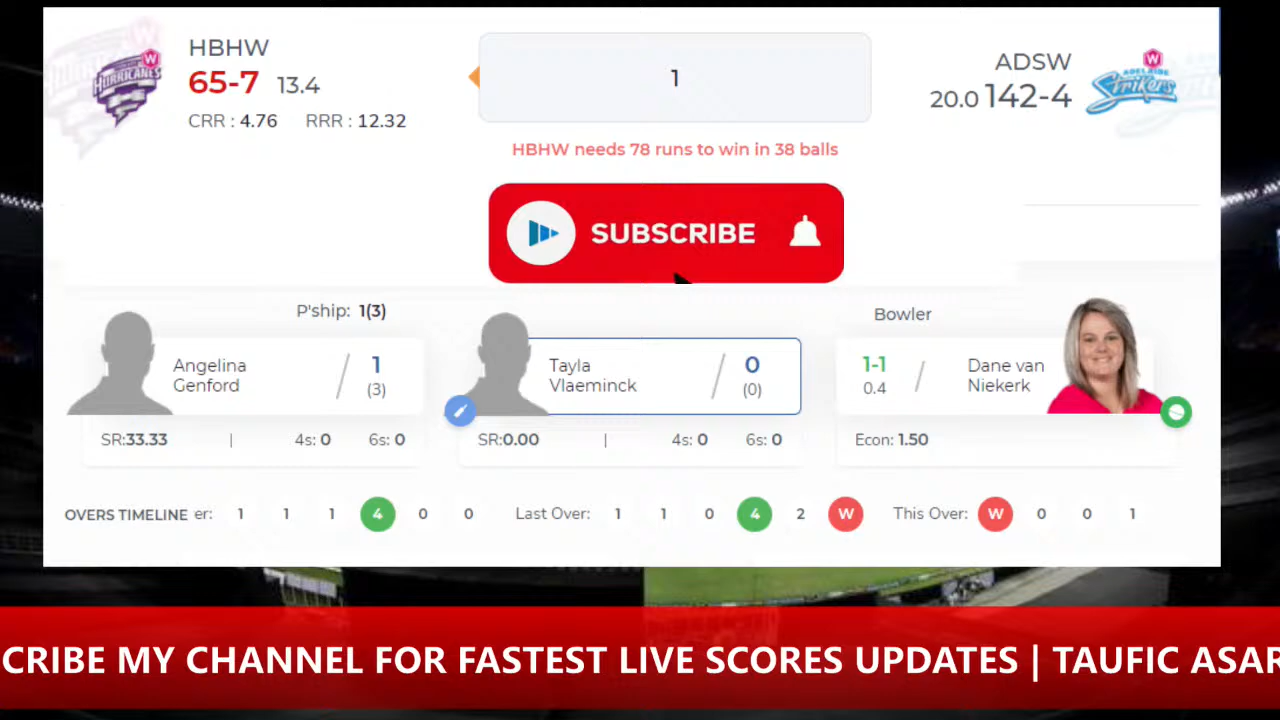 HBHW
65-7 13.4
CRR : 4.76 RRR : 12.32
1
HBHW needs 78 runs to win in 38 balls
ADSW
20.0 142-4
HURRICANES
W
W
ADELAIDE
Strikers
SUBSCRIBE
P'ship: 1(3)
Angelina
Genford
1
(3)
SR:33.33 | 4s: 0 6s: 0
Tayla
Vlaeminck
0
(0)
SR:0.00 | 4s: 0 6s: 0
Bowler
1-1
0.4
Dane van
Niekerk
Econ: 1.50
OVERS TIMELINE er: 1 1 1 4 0 0 Last Over: 1 1 0 4 2 W This Over: W 0 0 1
CRIBE MY CHANNEL FOR FASTEST LIVE SCORES UPDATES | TAUFIC ASAR